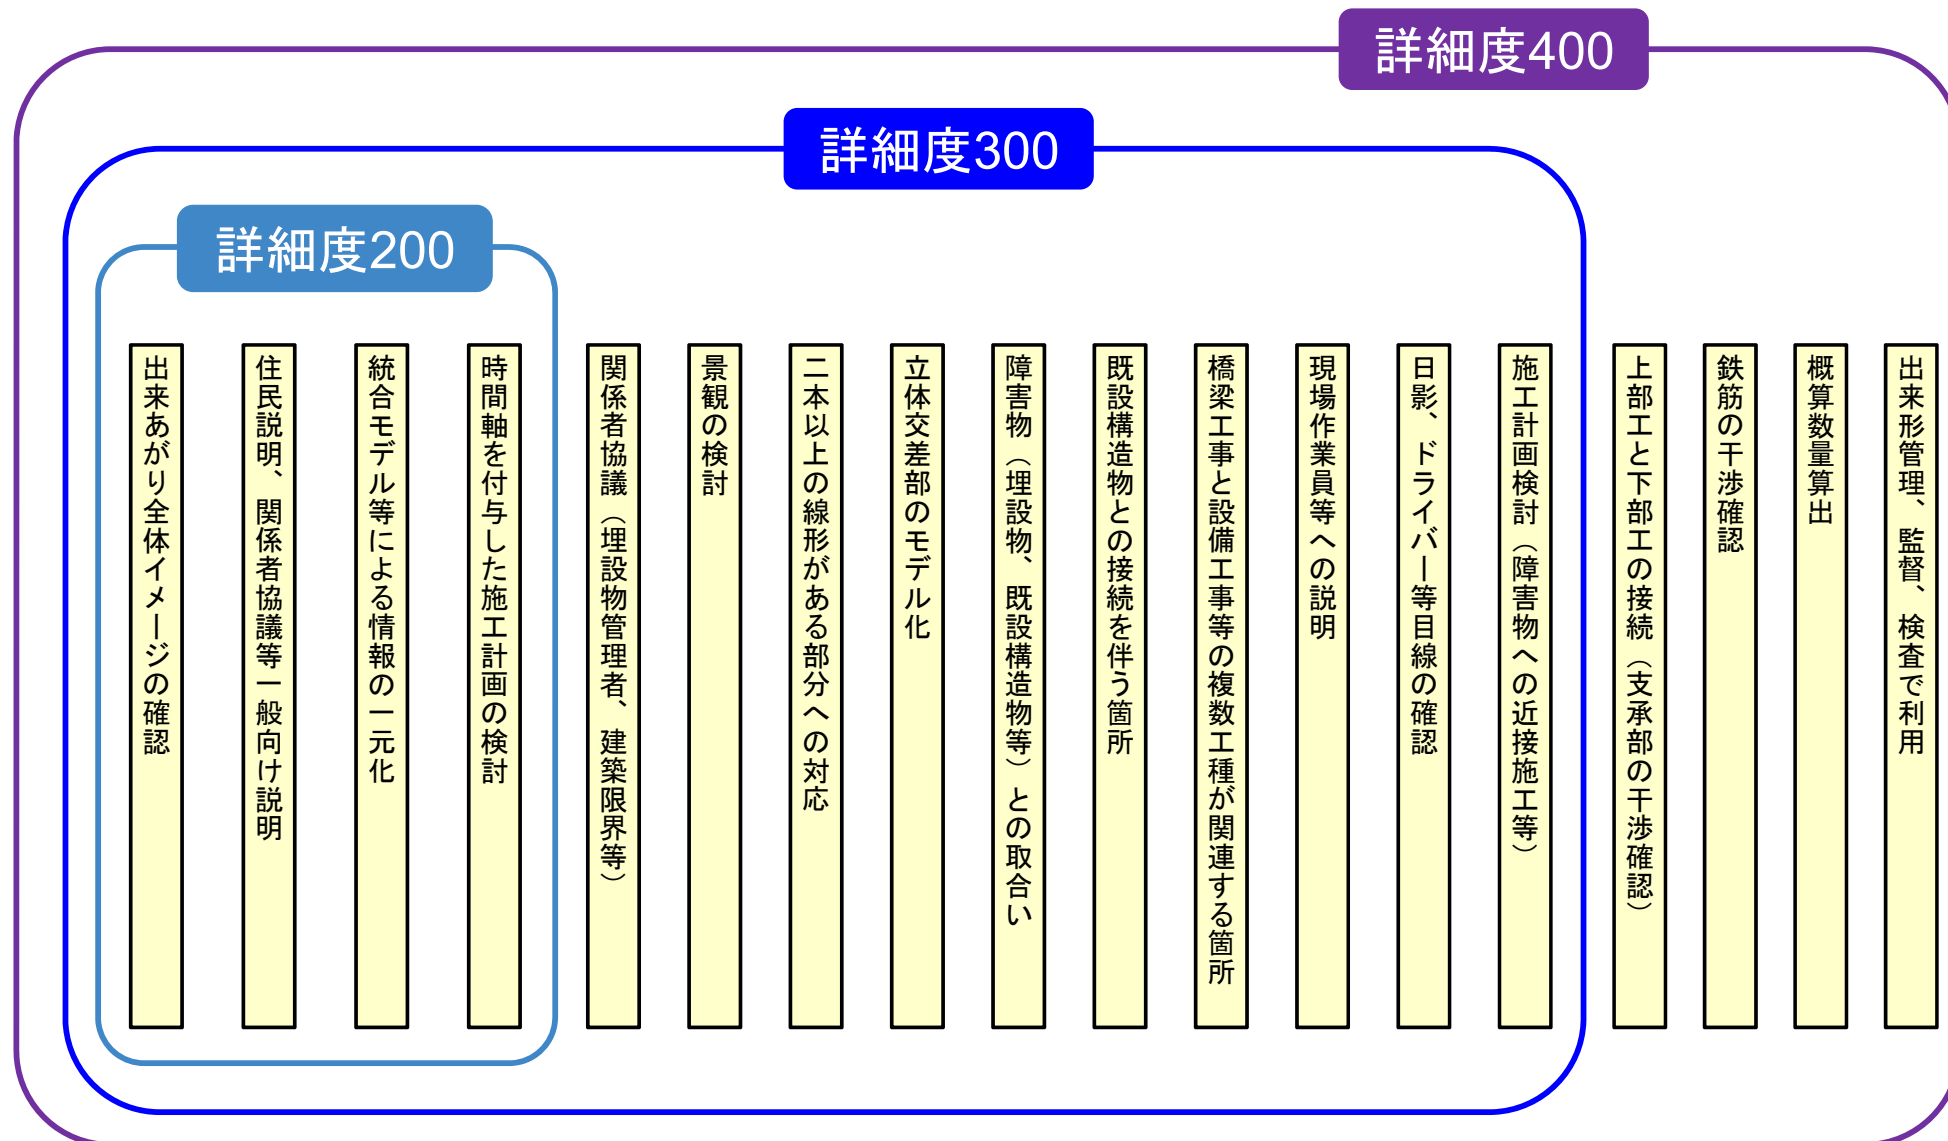 詳細度400
詳細度300
詳細度200
出来あがり全体イメージの確認
住民説明、関係者協議等一般向け説明
統合モデル等による情報の一元化
時間軸を付与した施工計画の検討
関係者協議（埋設物管理者、建築限界等）
景観の検討
二本以上の線形がある部分への対応
立体交差部のモデル化
障害物（埋設物、既設構造物等）との取合い
既設構造物との接続を伴う箇所
橋梁工事と設備工事等の複数工種が関連する箇所
現場作業員等への説明
日影、ドライバー等目線の確認
施工計画検討（障害物への近接施工等）
上部工と下部工の接続（支承部の干渉確認）
鉄筋の干渉確認
概算数量算出
出来形管理、監督、検査で利用